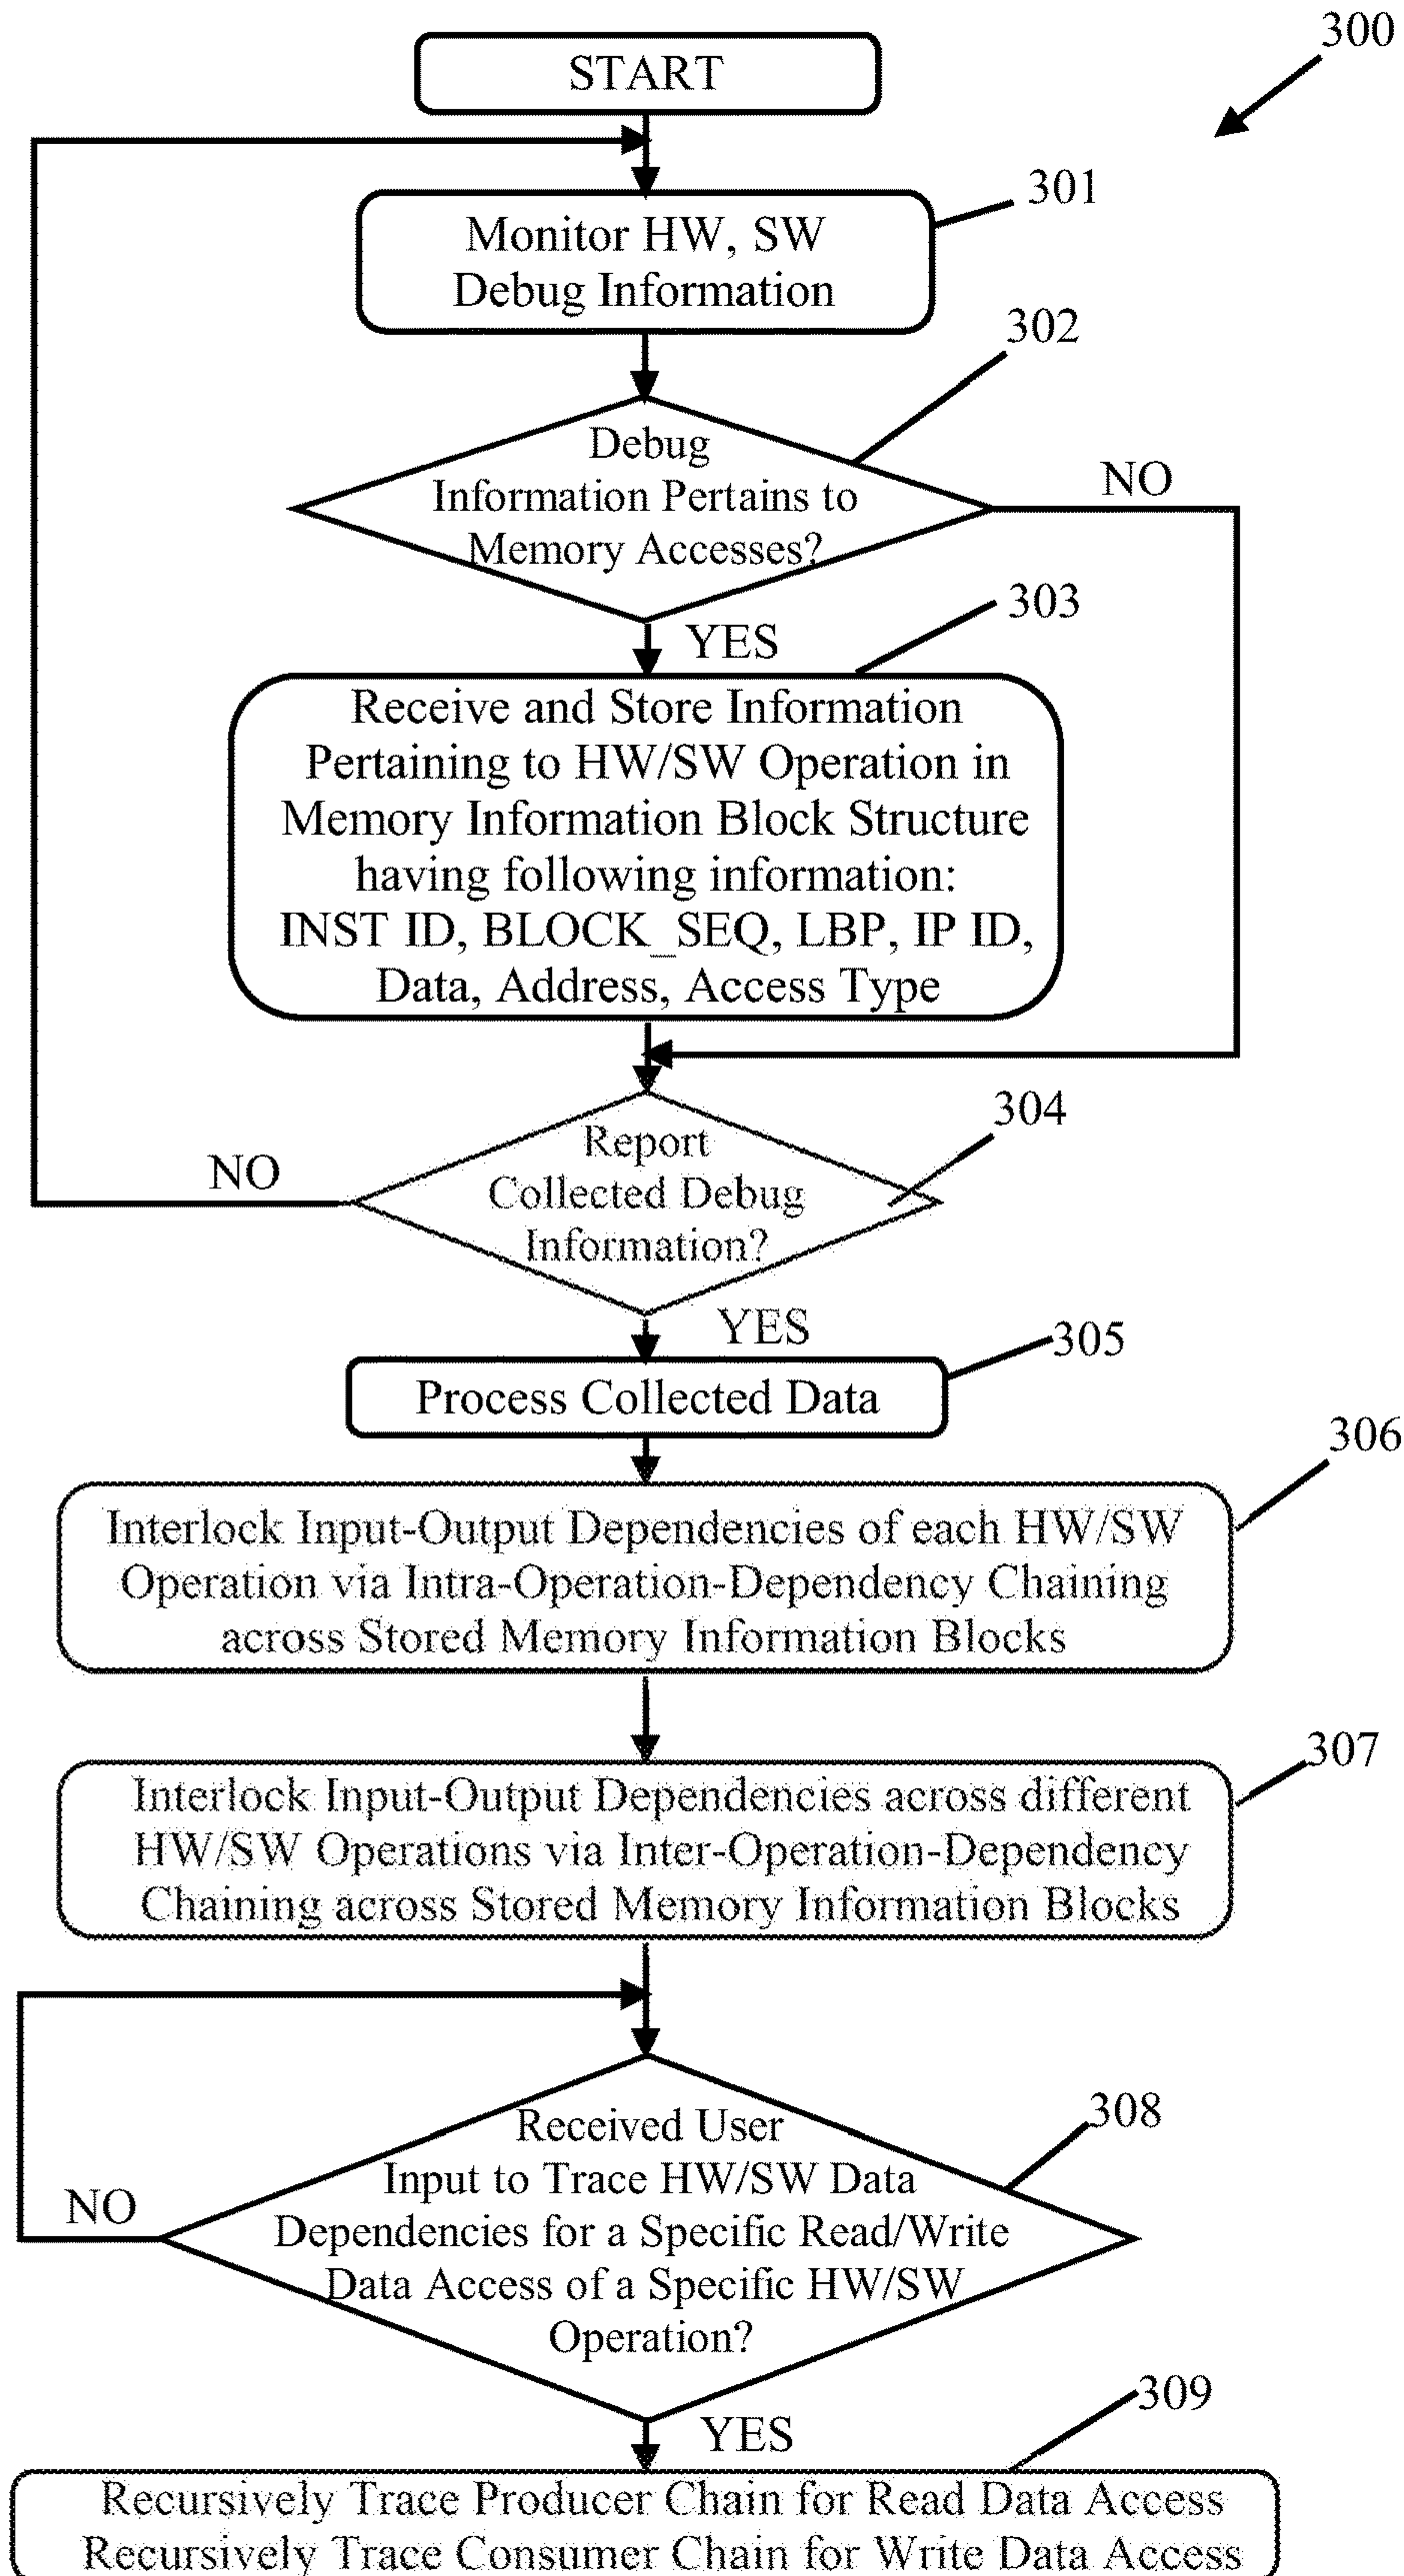 300
START
301
Monitor HW, SW
Debug Information
302
Debug
Information Pertains to
Memory Accesses?
NO
YES
303
Receive and Store Information
Pertaining to HW/SW Operation in
Memory Information Block Structure
having following information:
INST ID, BLOCK_SEQ, LBP, IP ID,
Data, Address, Access Type
304
Report
Collected Debug
Information?
NO
YES
305
Process Collected Data
306
Interlock Input-Output Dependencies of each HW/SW
Operation via Intra-Operation-Dependency Chaining
across Stored Memory Information Blocks
307
Interlock Input-Output Dependencies across different
HW/SW Operations via Inter-Operation-Dependency
Chaining across Stored Memory Information Blocks
308
Received User
Input to Trace HW/SW Data
Dependencies for a Specific Read/Write
Data Access of a Specific HW/SW
Operation?
NO
YES
309
Recursively Trace Producer Chain for Read Data Access
Recursively Trace Consumer Chain for Write Data Access